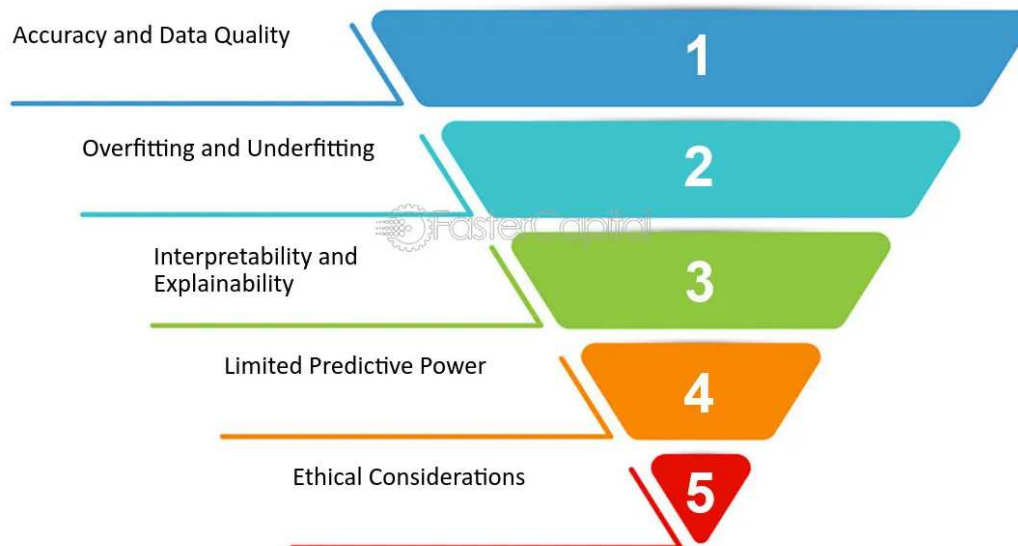 Accuracy and Data Quality
1
Overfitting and Underfitting
2
FasterCapital
Interpretability and
Explainability
3
Limited Predictive Power
4
Ethical Considerations
5